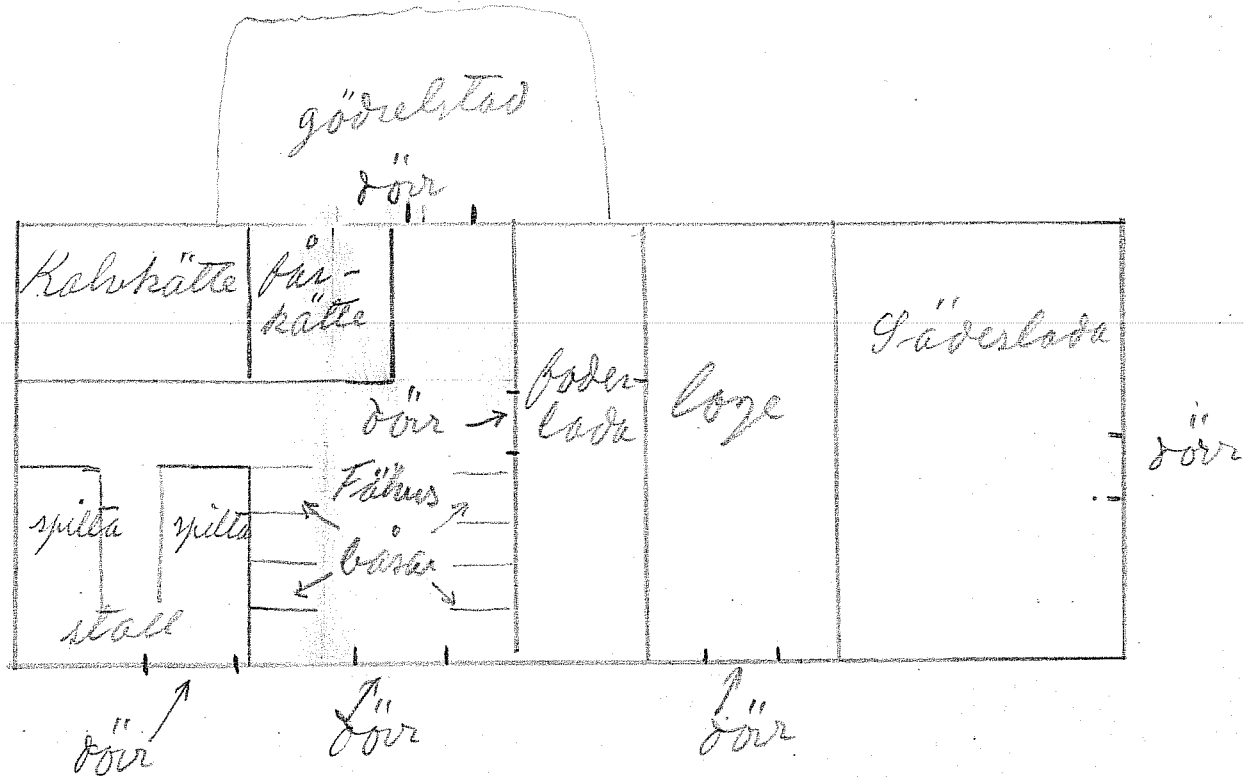 gödselstad
dörr
Kalvkätte
får-
kätte
Sädeslada
foder-
lada
loge
dörr
dörr
Fähus
spilta
spilta
båsar
stall
dörr
dörr
dörr